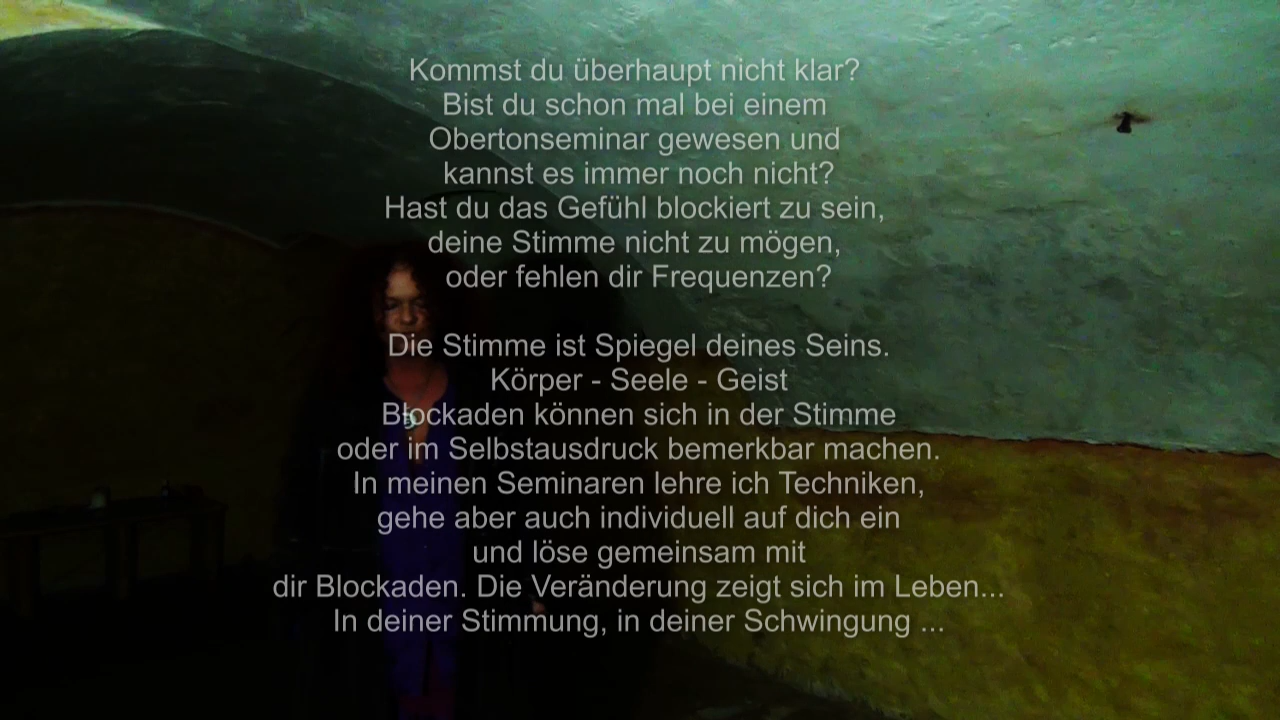 Kommst du überhaupt nicht klar?
Bist du schon mal bei einem
Obertonseminar gewesen und
kannst es immer noch nicht?
Hast du das Gefühl blockiert zu sein,
deine Stimme nicht zu mögen,
oder fehlen dir Frequenzen?
Die Stimme ist Spiegel deines Seins.
Körper - Seele - Geist
Blockaden können sich in der Stimme
oder im Selbstausdruck bemerkbar machen.
In meinen Seminaren lehre ich Techniken,
gehe aber auch individuell auf dich ein
und löse gemeinsam mit
dir Blockaden. Die Veränderung zeigt sich im Leben...
In deiner Stimmung, in deiner Schwingung ...